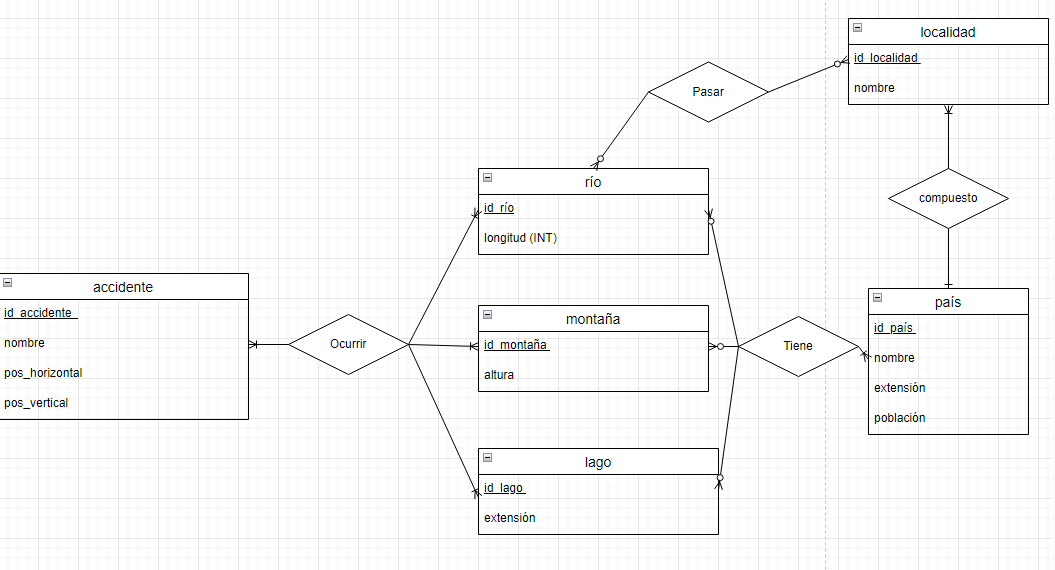 localidad
id_localidad
nombre
Pasar
río
id_río
longitud (INT)
compuesto
accidente
id_accidente
nombre
pos_horizontal
pos_vertical
Ocurrir
montaña
id_montaña
altura
Tiene
país
id_país
nombre
extensión
población
lago
id_lago
extensión